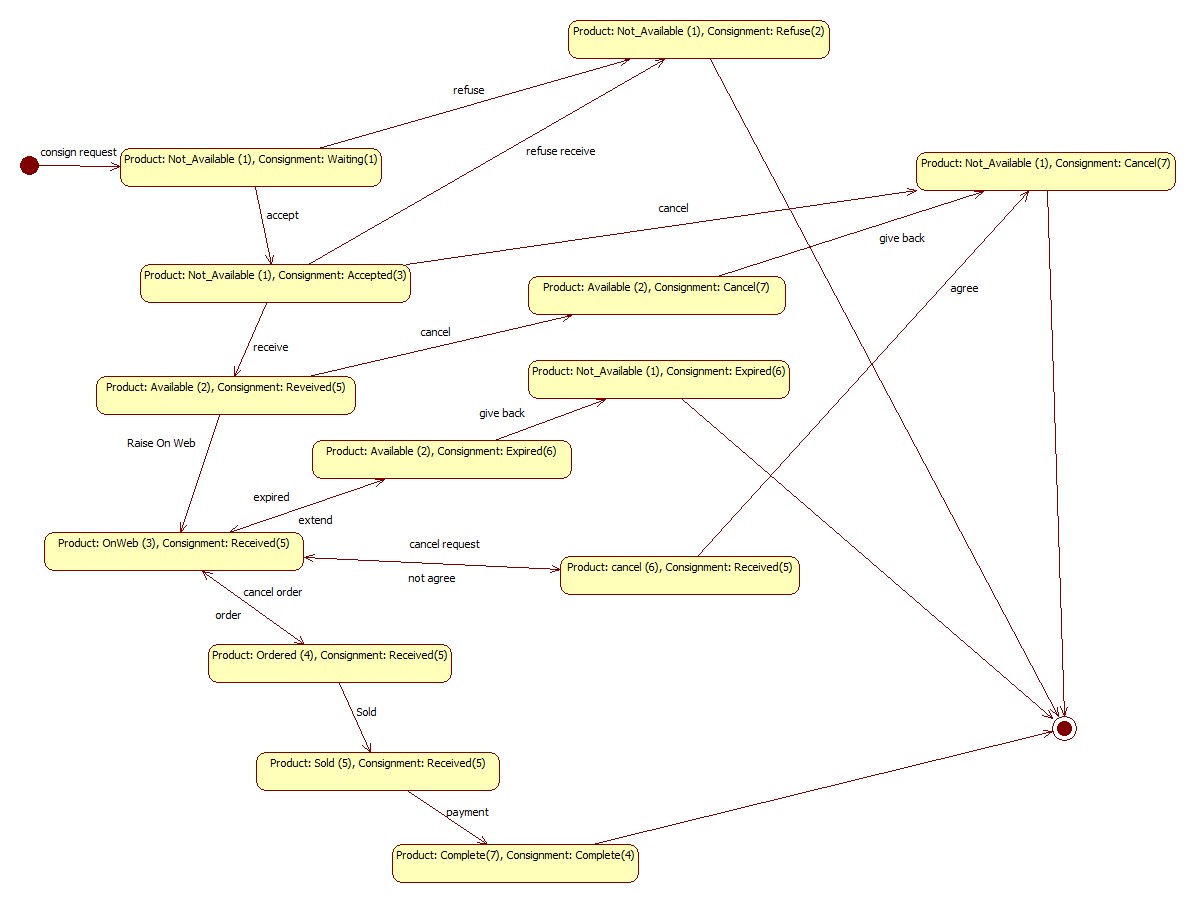 Product: Not_Available (1), Consignment: Refuse(2)
refuse
consign request
Product: Not_Available (1), Consignment: Waiting(1)
refuse receive
Product: Not_Available (1), Consignment: Cancel(7)
accept
cancel
give back
Product: Not_Available (1), Consignment: Accepted(3)
Product: Available (2), Consignment: Cancel(7)
agree
cancel
receive
Product: Not_Available (1), Consignment: Expired(6)
Product: Available (2), Consignment: Reveived(5)
give back
Raise On Web
Product: Available (2), Consignment: Expired(6)
expired
extend
Product: OnWeb (3), Consignment: Received(5)
cancel request
not agree
Product: cancel (6), Consignment: Received(5)
cancel order
order
Product: Ordered (4), Consignment: Received(5)
Sold
Product: Sold (5), Consignment: Received(5)
payment
Product: Complete(7), Consignment: Complete(4)